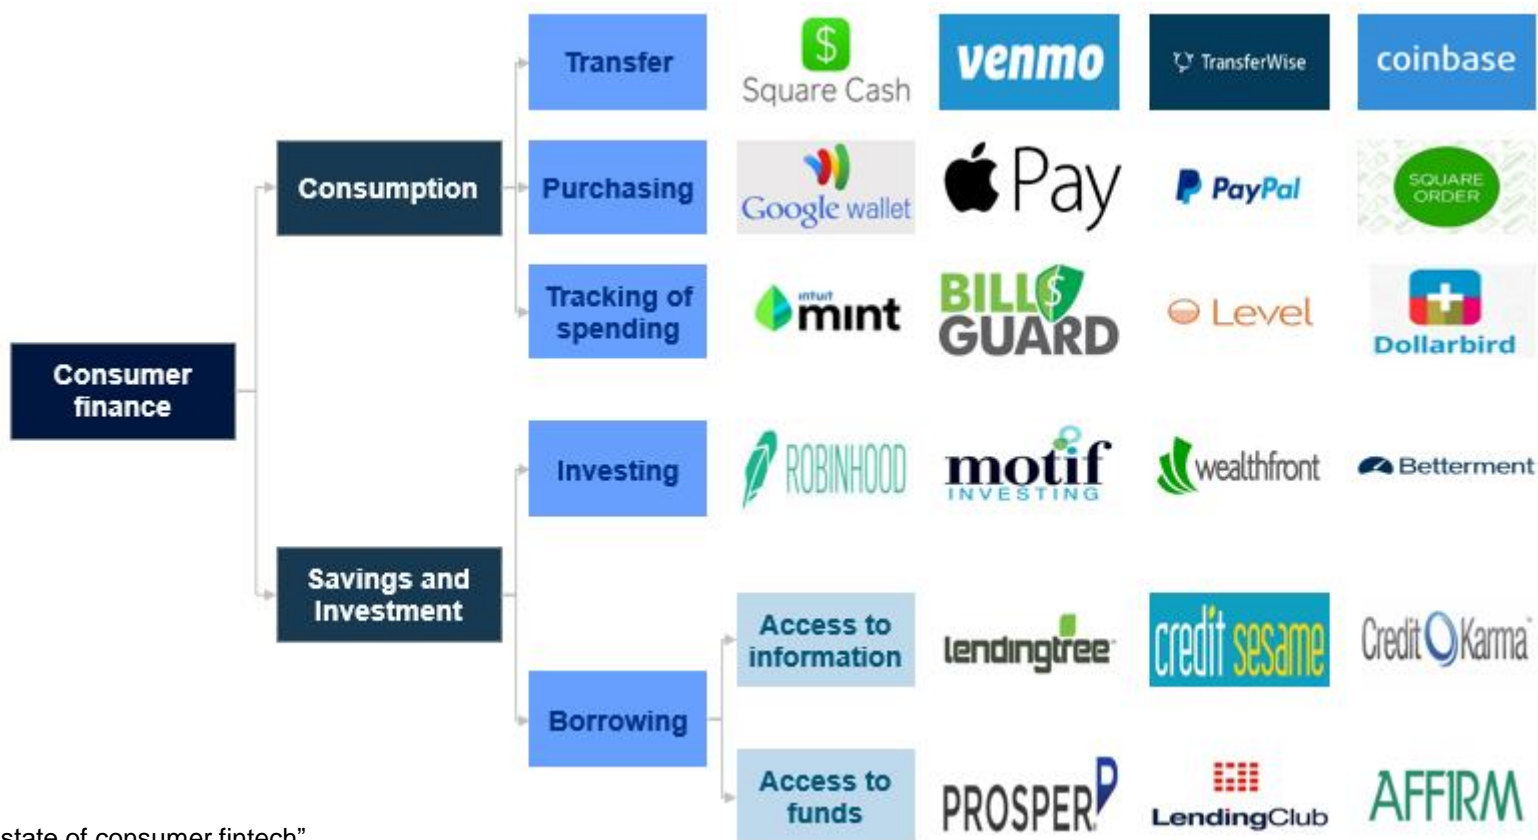 Transfer
$
Square Cash
venmo
TransferWise
coinbase
Consumption
Purchasing
Google wallet
Pay
P PayPal
SQUARE
ORDER
Tracking of
spending
intuit
mint
BILL$
GUARD
Level
Dollarbird
Consumer
finance
Investing
ROBINHOOD
motif
INVESTING
wealthfront
Betterment
Savings and
Investment
Access to
information
lendingtree
credit sesame
Credit Karma
Borrowing
Access to
funds
PROSPER
LendingClub
AFFIRM
state of consumer fintech”